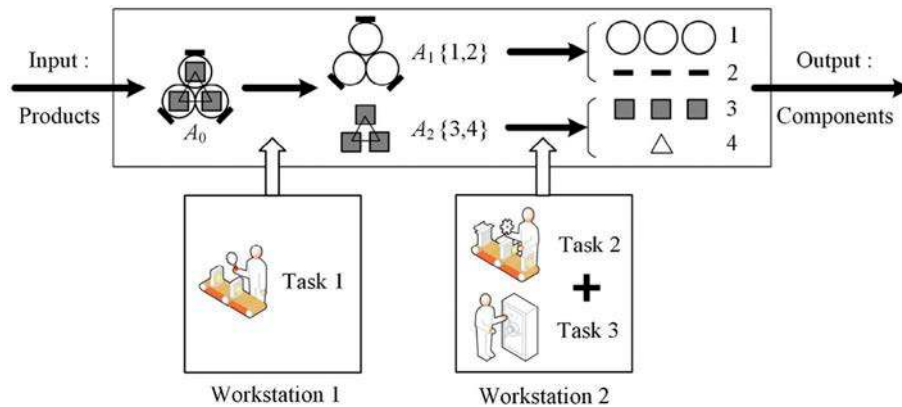 Input :
Products
A0
A1 {1,2}
A2 {3,4}
1
2
3
4
Output :
Components
Task 1
Workstation 1
Task 2
+
Task 3
Workstation 2